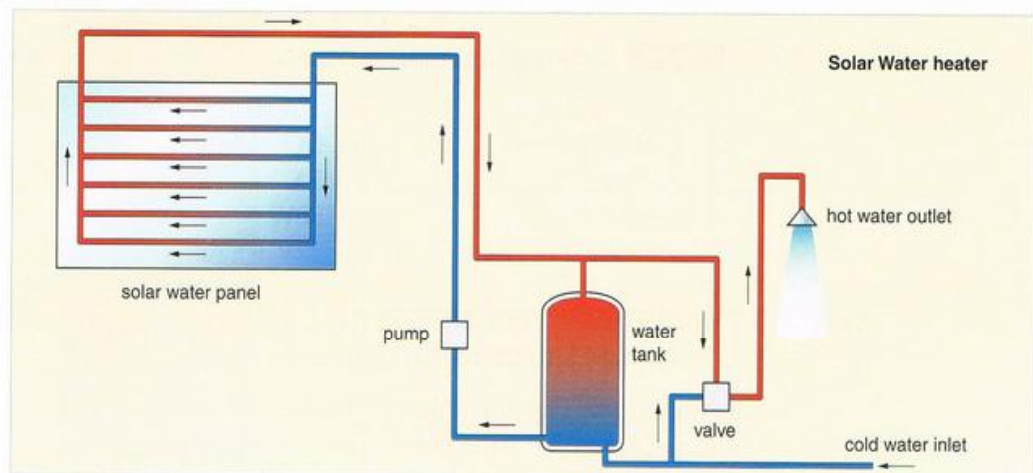 Solar Water heater
hot water outlet
solar water panel
pump
water
tank
valve
cold water inlet